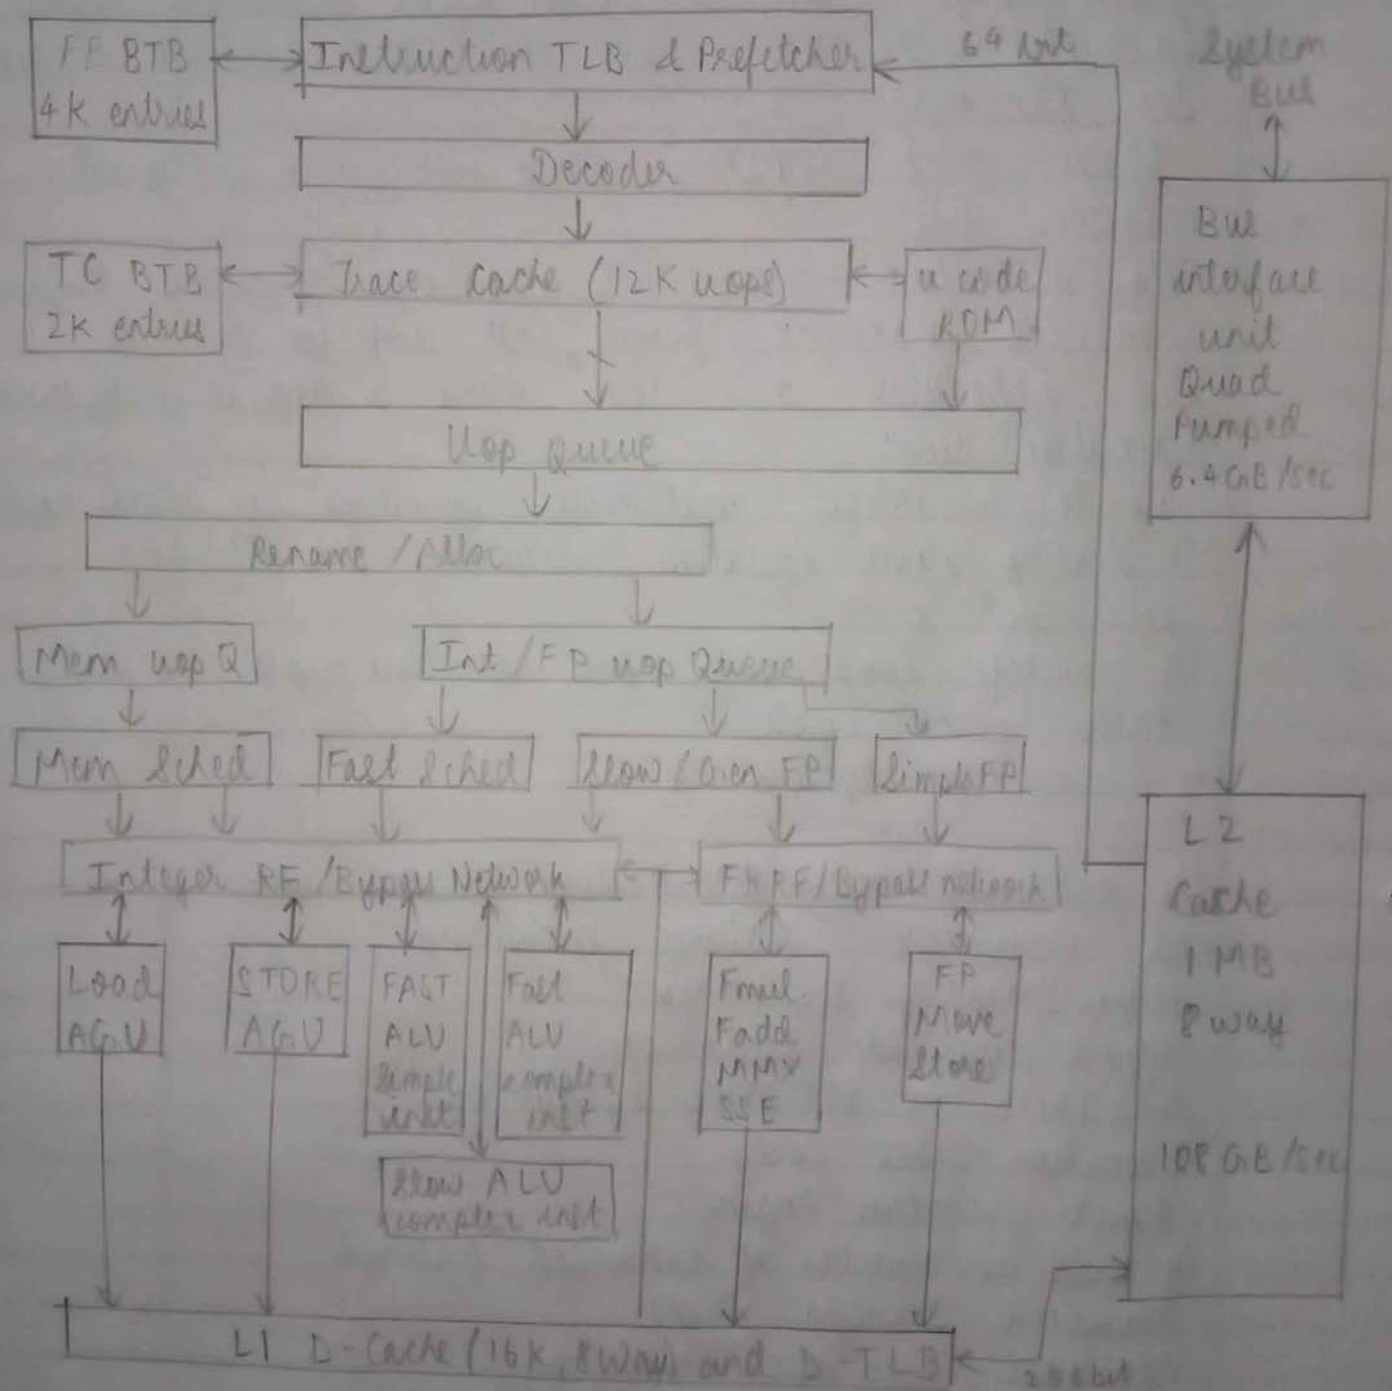 FE BTB
4K entries
Instruction TLB & Prefetcher
64 bit
System
Bus
Decoder
TC BTB
2K entries
Trace Cache (12K uops)
u code
ROM
Bus
interface
unit
Quad
Pumped
6.4 GB/sec
Uop Queue
Rename / Alloc
Mem uop Q
Int / FP uop Queue
Mem Sched
Fast Sched
Slow / Gen FP
Simple FP
Integer RF / Bypass Network
FP RF / Bypass network
L2
Cache
1 MB
8 way
108 GB/sec
Load
AGU
STORE
AGU
FAST
ALU
Simple
inst
Fast
ALU
complex
inst
Fmul
Fadd
MMX
SSE
FP
Move
Store
Slow ALU
complex inst
L1 D-Cache (16K, 8Way) and D-TLB
256 bit